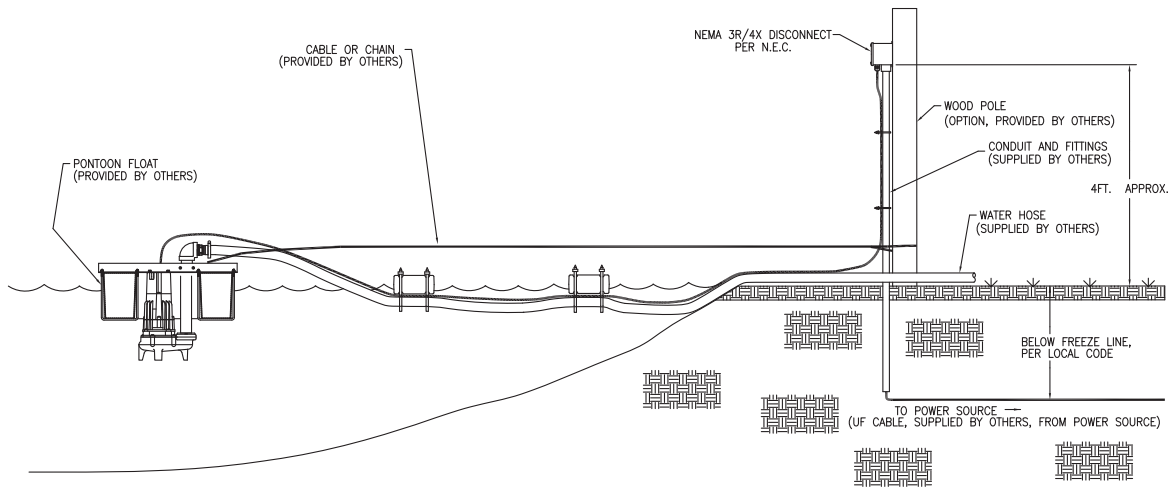 NEMA 3R/4X DISCONNECT
PER N.E.C.
CABLE OR CHAIN
(PROVIDED BY OTHERS)
WOOD POLE
(OPTION, PROVIDED BY OTHERS)
CONDUIT AND FITTINGS
(SUPPLIED BY OTHERS)
PONTOON FLOAT
(PROVIDED BY OTHERS)
4FT. APPROX.
WATER HOSE
(SUPPLIED BY OTHERS)
BELOW FREEZE LINE,
PER LOCAL CODE
TO POWER SOURCE
(UF CABLE, SUPPLIED BY OTHERS, FROM POWER SOURCE)